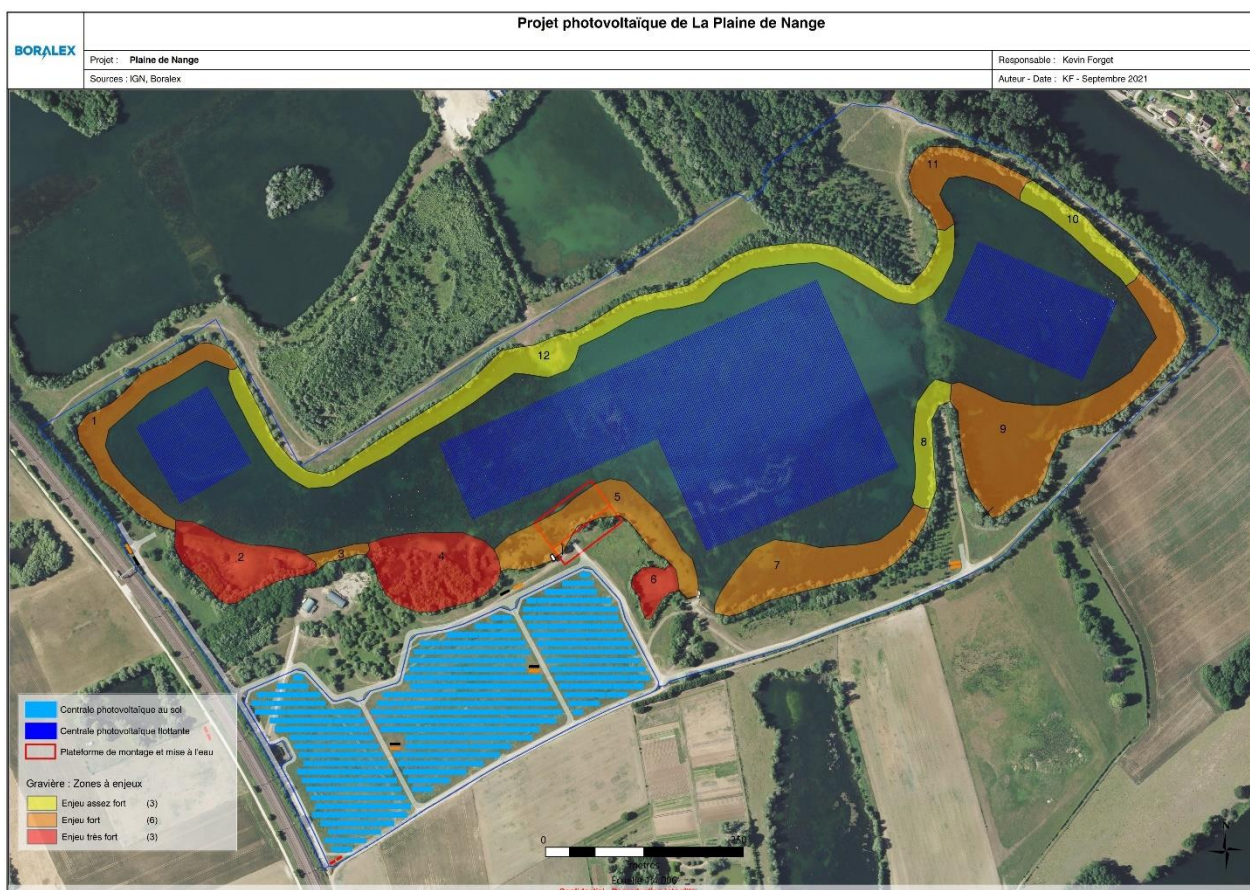 Projet photovoltaïque de La Plaine de Nange
BORALEX
Projet : Plaine de Nange
Responsable : Kevin Forget
Sources : IGN, Boralex
Auteur - Date : KF - Septembre 2021
11
10
12
1
9
8
5
2
3
4
6
7
Centrale photovoltaïque au sol
Centrale photovoltaïque flottante
Plateforme de montage et mise à l'eau
Gravière : Zones à enjeux
Enjeu assez fort (3)
Enjeu fort (6)
Enjeu très fort (3)
0
N
mètres